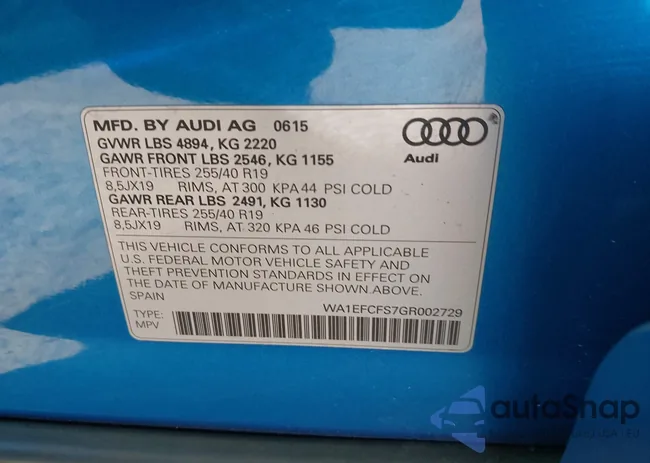 MFD. BY AUDI AG 0615
GVWR LBS 4894, KG 2220
GAWR FRONT LBS 2546, KG 1155
FRONT-TIRES 255/40 R19
8,5JX19 RIMS, AT 300 KPA 44 PSI COLD
GAWR REAR LBS 2491, KG 1130
REAR-TIRES 255/40 R19
8,5JX19 RIMS, AT 320 KPA 46 PSI COLD
Audi
THIS VEHICLE CONFORMS TO ALL APPLICABLE
U.S. FEDERAL MOTOR VEHICLE SAFETY AND
THEFT PREVENTION STANDARDS IN EFFECT ON
THE DATE OF MANUFACTURE SHOWN ABOVE.
SPAIN
WA1EFCFS7GR002729
TYPE:
MPV
autoSnap